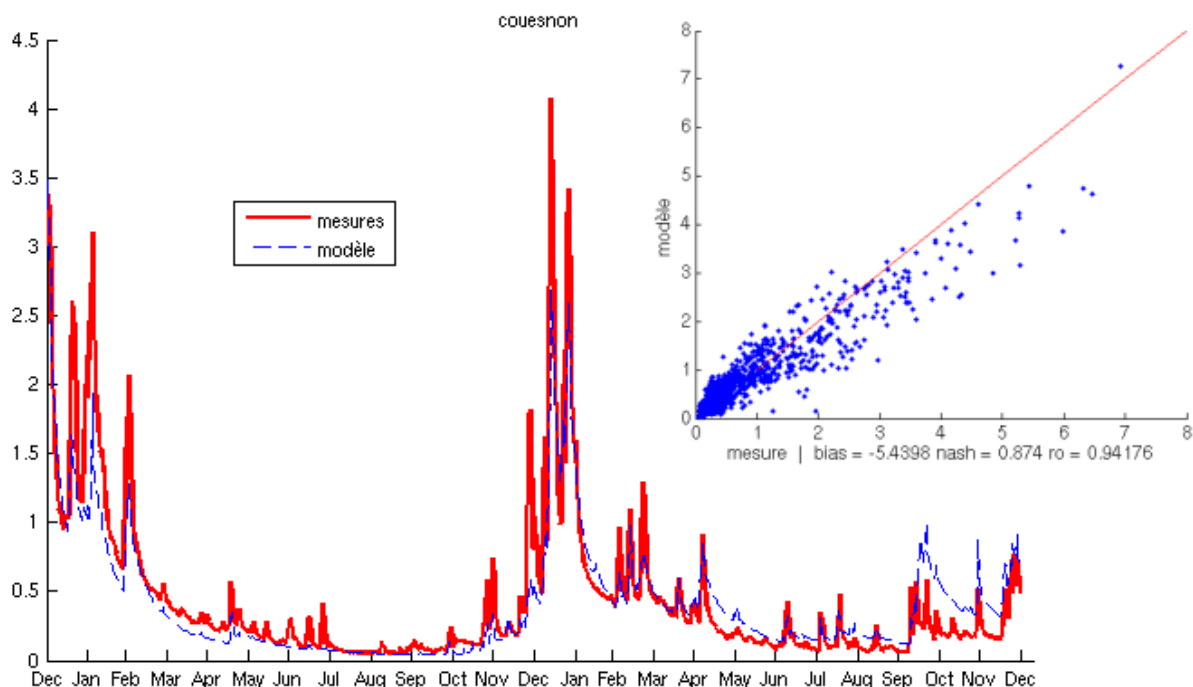 couesnon
4.5
4
3.5
3
2.5
2
1.5
1
0.5
0
Dec Jan Feb Mar Apr May Jun Jul Aug Sep Oct Nov Dec Jan Feb Mar Apr May Jun Jul Aug Sep Oct Nov Dec
mesures
modèle
8
7
6
5
4
3
2
1
0
modèle
0 1 2 3 4 5 6 7 8
mesure | bias = -5.4398 nash = 0.874 ro = 0.94176